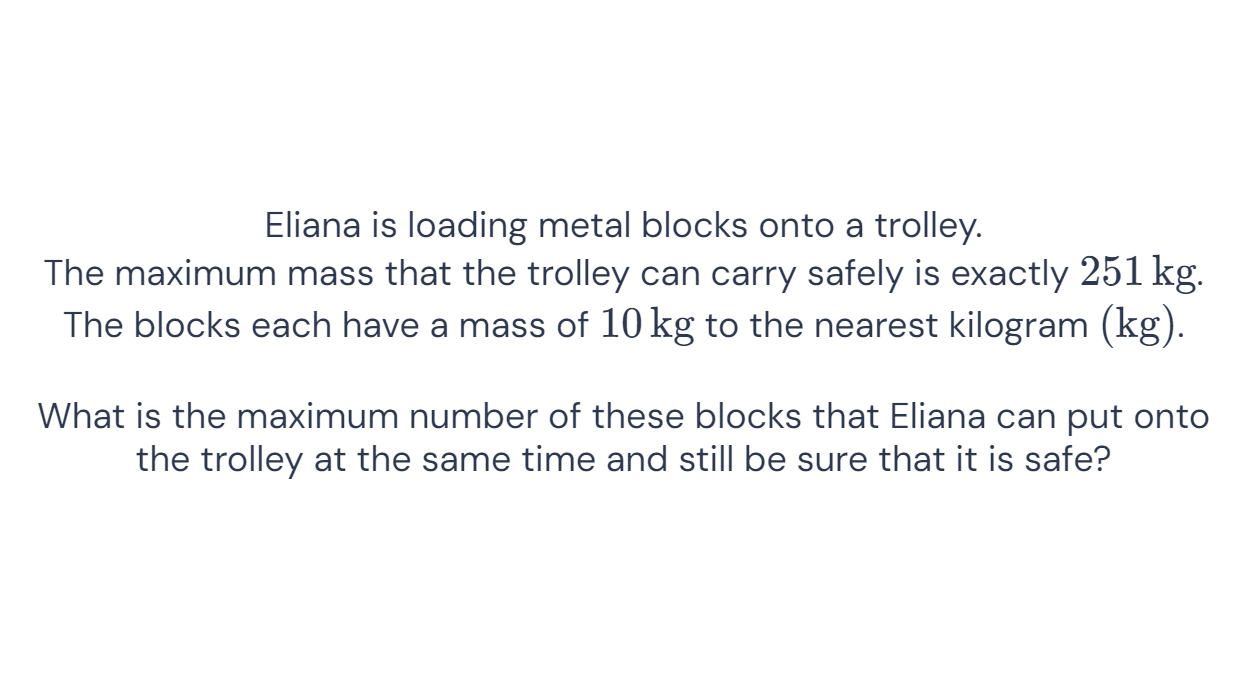 Eliana is loading metal blocks onto a trolley.
The maximum mass that the trolley can carry safely is exactly 251 kg.
The blocks each have a mass of 10 kg to the nearest kilogram (kg).
What is the maximum number of these blocks that Eliana can put onto
the trolley at the same time and still be sure that it is safe?